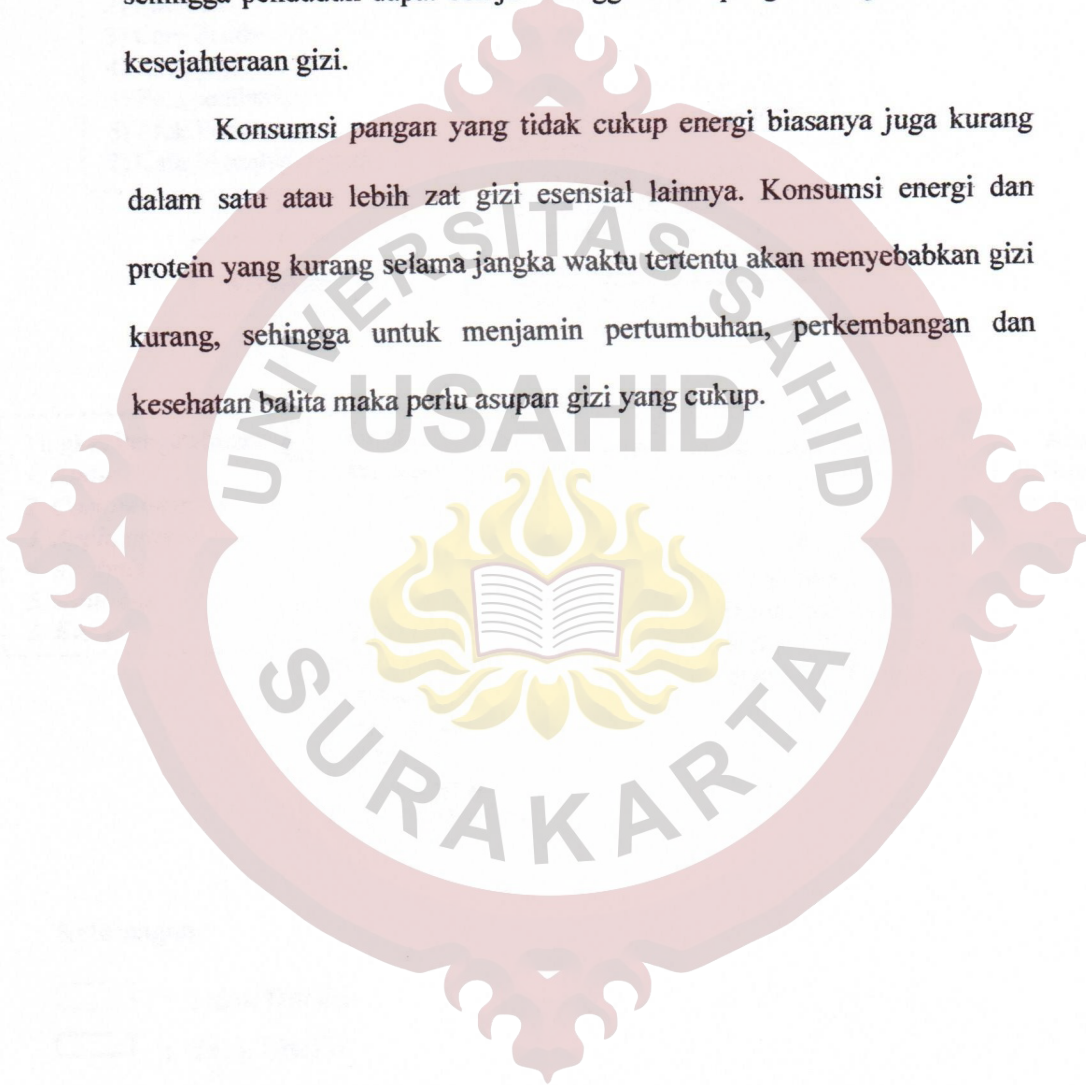 kesejahteraan gizi.
Konsumsi pangan yang tidak cukup energi biasanya juga kurang
dalam satu atau lebih zat gizi esensial lainnya. Konsumsi energi dan
protein yang kurang selama jangka waktu tertentu akan menyebabkan gizi
kurang, sehingga untuk menjamin pertumbuhan, perkembangan dan
kesehatan balita maka perlu asupan gizi yang cukup.
UNIVERSITAS SAHID
USAHID
SURAKARTA